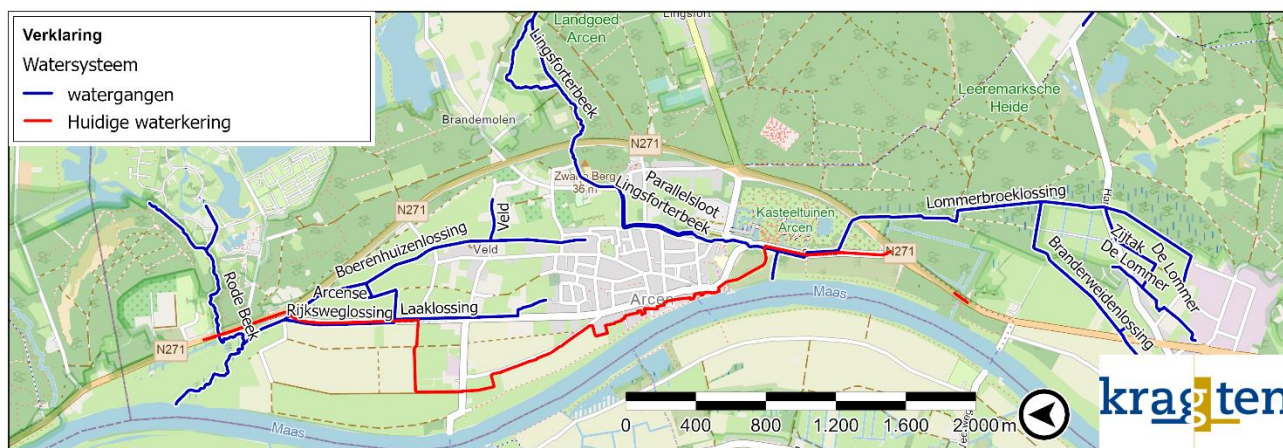 Verklaring
Watersysteem
watergangen
Huidige waterkering
Landgoed
Arcen
Lingsfort
Lingsforterbeek
Brandemolen
N271
N271
Leeremarksche
Heide
Zwarte Berg
36 m
Parallelsloot
Lingsforterbeek
Kasteeltuinen
Arcen
Lommerbroeklossing
Veld
Veld
Boerenhuizenlossing
Rode Beek
Arcense
Rijksweglossing
Laaklossing
Arcen
N271
N271
Maas
Maas
Zijtak
De Lommer
De Lommer
Branderweidenlossing
0 400 800 1.200 1.600 2.000 m
kragten